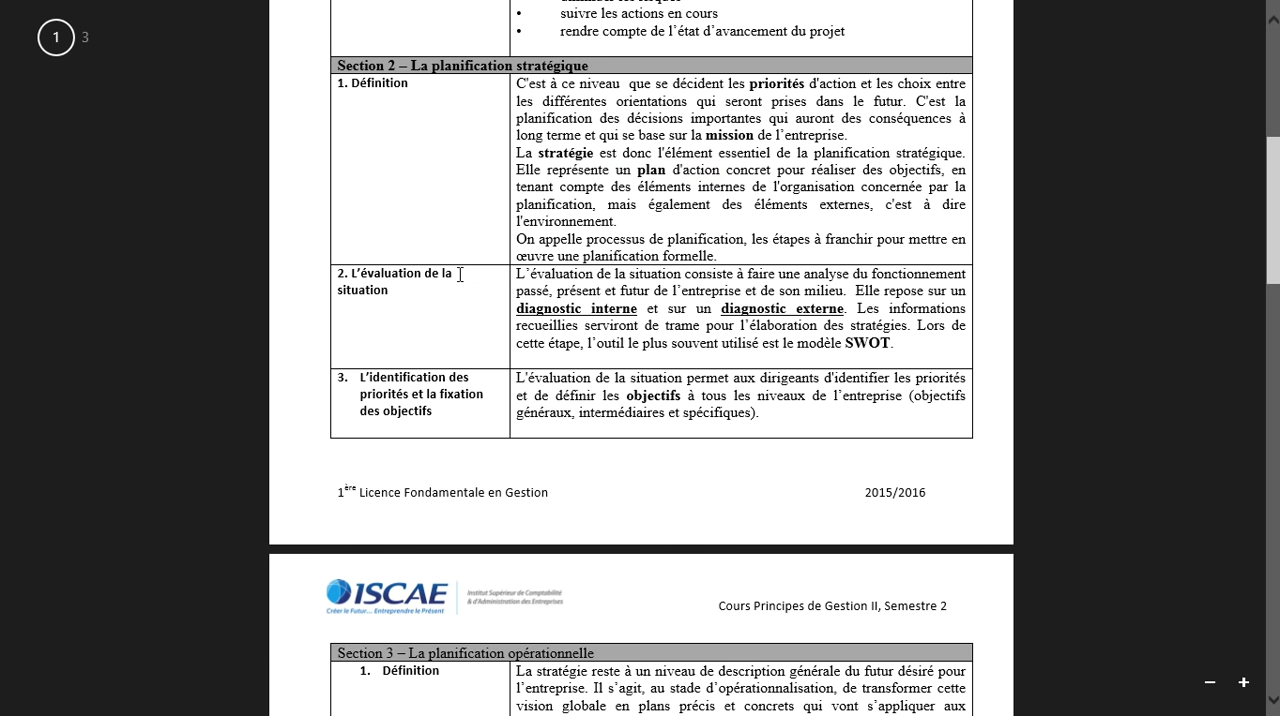 1 3
• suivre les actions en cours
• rendre compte de l'état d'avancement du projet
Section 2 – La planification stratégique
1. Définition
C'est à ce niveau que se décident les priorités d'action et les choix entre
les différentes orientations qui seront prises dans le futur. C'est la
planification des décisions importantes qui auront des conséquences à
long terme et qui se base sur la mission de l'entreprise.
La stratégie est donc l'élément essentiel de la planification stratégique.
Elle représente un plan d'action concret pour réaliser des objectifs, en
tenant compte des éléments internes de l'organisation concernée par la
planification, mais également des éléments externes, c'est à dire
l'environnement.
On appelle processus de planification, les étapes à franchir pour mettre en
œuvre une planification formelle.
2. L'évaluation de la
situation
L'évaluation de la situation consiste à faire une analyse du fonctionnement
passé, présent et futur de l'entreprise et de son milieu. Elle repose sur un
diagnostic interne et sur un diagnostic externe. Les informations
recueillies serviront de trame pour l'élaboration des stratégies. Lors de
cette étape, l'outil le plus souvent utilisé est le modèle SWOT.
3. L'identification des
priorités et la fixation
des objectifs
L'évaluation de la situation permet aux dirigeants d'identifier les priorités
et de définir les objectifs à tous les niveaux de l'entreprise (objectifs
généraux, intermédiaires et spécifiques).
1ère Licence Fondamentale en Gestion 2015/2016
ISCAE
Créer le Futur... Entreprendre le Présent
Institut Supérieur de Comptabilité
& d'Administration des Entreprises
Cours Principes de Gestion II, Semestre 2
Section 3 – La planification opérationnelle
1. Définition
La stratégie reste à un niveau de description générale du futur désiré pour
l'entreprise. Il s'agit, au stade d'opérationnalisation, de transformer cette
vision globale en plans précis et concrets qui vont s'appliquer aux